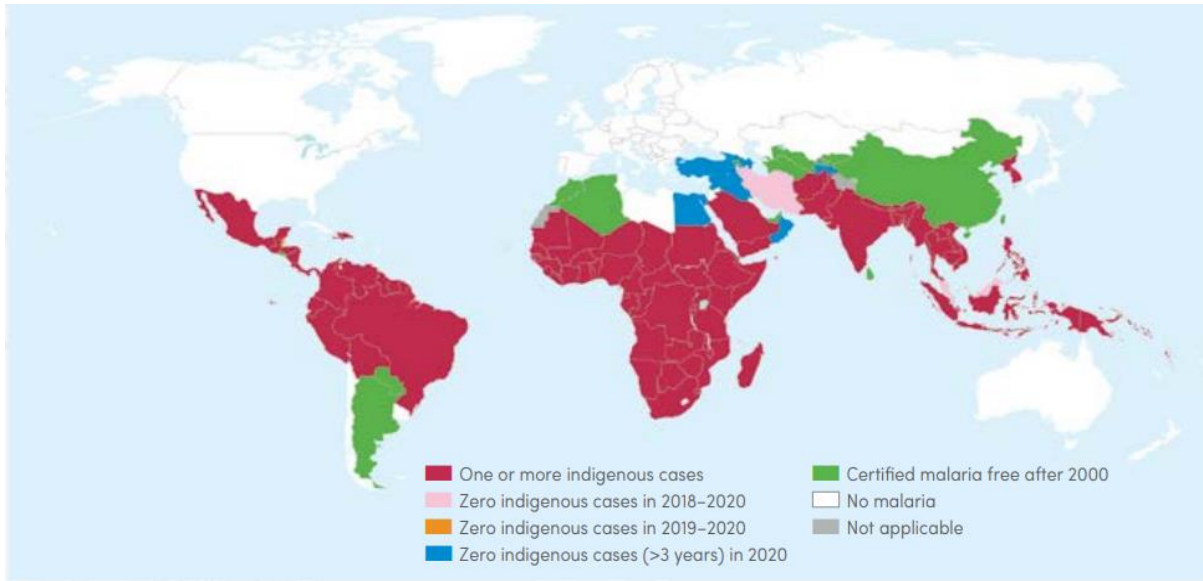 One or more indigenous cases
Zero indigenous cases in 2018–2020
Zero indigenous cases in 2019–2020
Zero indigenous cases (>3 years) in 2020
Certified malaria free after 2000
No malaria
Not applicable